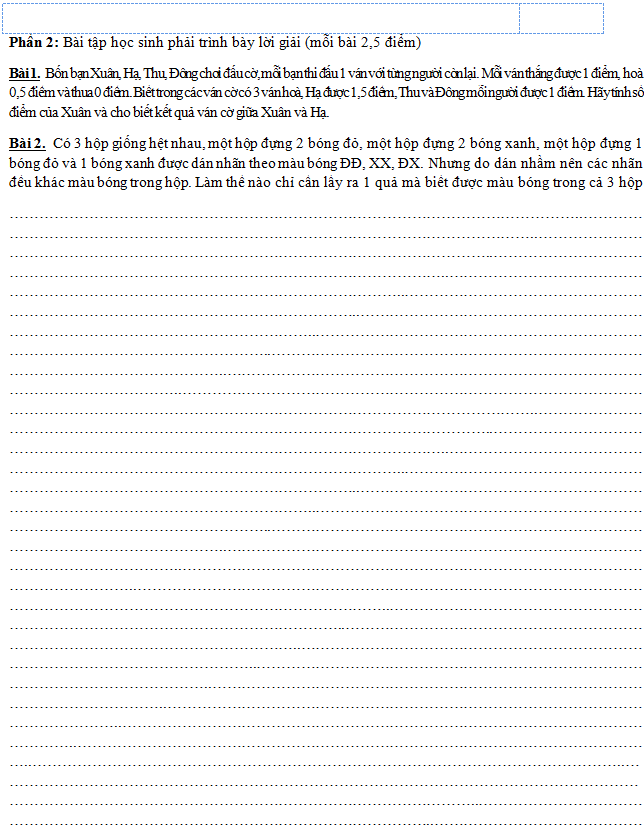 Phần 2: Bài tập học sinh phải trình bày lời giải (mỗi bài 2,5 điểm)
Bài 1. Bốn bạn Xuân, Hạ, Thu, Đông chơi đấu cờ, mỗi bạn thi đấu 1 ván với từng người còn lại. Mỗi ván thắng được 1 điểm, hoà
0,5 điểm và thua 0 điểm. Biết trong các ván cờ có 3 ván hoà, Hạ được 1,5 điểm, Thu và Đông mỗi người được 1 điểm. Hãy tính số
điểm của Xuân và cho biết kết quả ván cờ giữa Xuân và Hạ.
Bài 2. Có 3 hộp giống hệt nhau, một hộp đựng 2 bóng đỏ, một hộp đựng 2 bóng xanh, một hộp đựng 1
bóng đỏ và 1 bóng xanh được dán nhãn theo màu bóng ĐĐ, XX, ĐX. Nhưng do dán nhầm nên các nhãn
đều khác màu bóng trong hộp. Làm thế nào chỉ cần lấy ra 1 quả mà biết được màu bóng trong cả 3 hộp